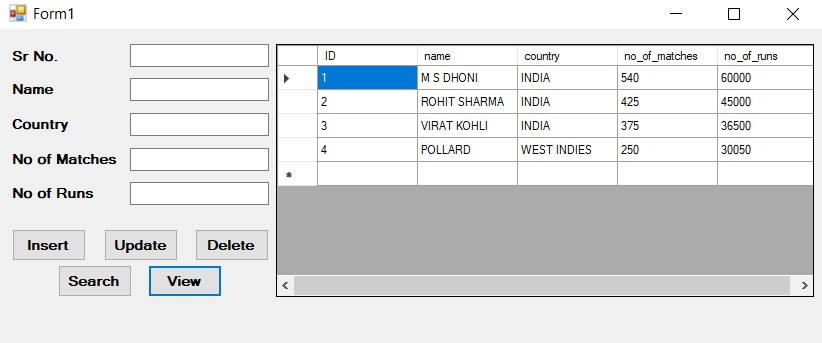 Form1
Sr No.
Name
Country
No of Matches
No of Runs
Insert Update Delete
Search View
ID name country no_of_matches no_of_runs
1 M S DHONI INDIA 540 60000
2 ROHIT SHARMA INDIA 425 45000
3 VIRAT KOHLI INDIA 375 36500
4 POLLARD WEST INDIES 250 30050